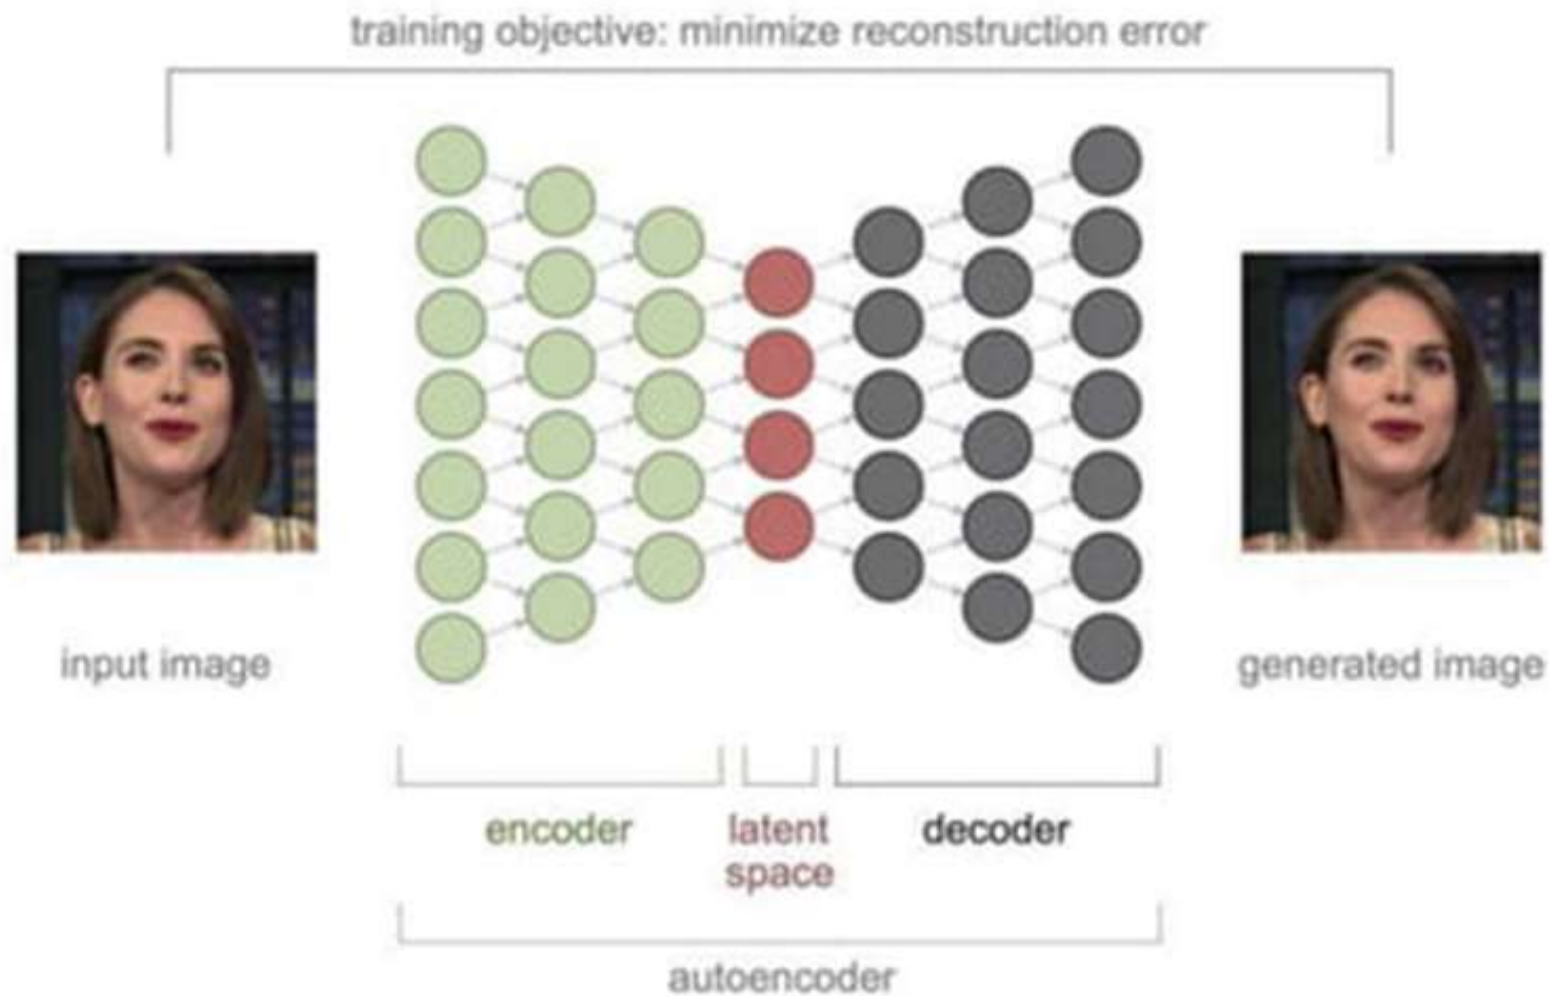 training objective: minimize reconstruction error
input image
generated image
encoder
latent
space
decoder
autoencoder